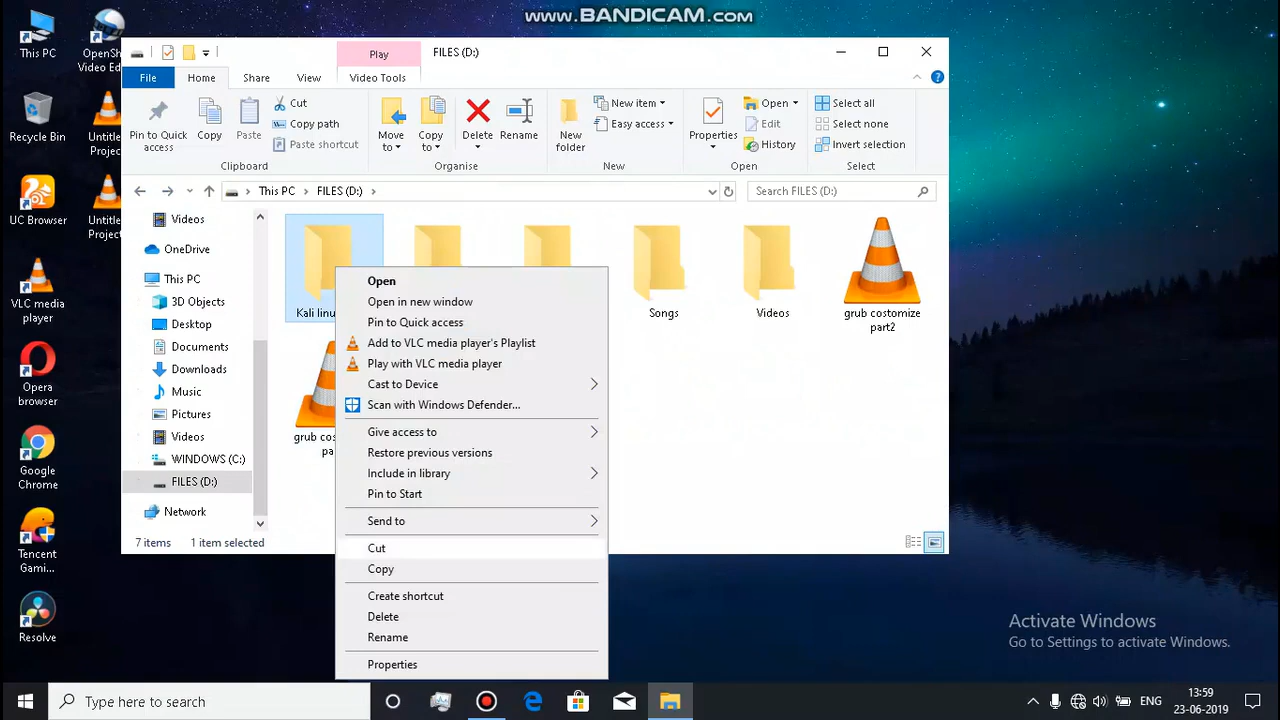 www.BANDICAM.com
This PC
OpenSh
Video Ed
Recycle Bin
Untitle
Project
UC Browser
Untitle
Project
VLC media
player
Opera
browser
Google
Chrome
Tencent
Gami...
Resolve
Play
FILES (D:)
File
Home
Share
View
Video Tools
Pin to Quick
access
Copy
Paste
Cut
Copy path
Paste shortcut
Clipboard
Move
to
Copy
to
Delete
Rename
Organise
New
folder
New item
Easy access
New
Properties
Open
Edit
History
Open
Select all
Select none
Invert selection
Select
This PC
FILES (D:)
Search FILES (D:)
Videos
OneDrive
This PC
3D Objects
Desktop
Documents
Downloads
Music
Pictures
Videos
WINDOWS (C:)
FILES (D:)
Network
Kali linu
Songs
Videos
grub costomize
part2
grub cos
pa
Open
Open in new window
Pin to Quick access
Add to VLC media player's Playlist
Play with VLC media player
Cast to Device
Scan with Windows Defender...
Give access to
Restore previous versions
Include in library
Pin to Start
Send to
Cut
Copy
Create shortcut
Delete
Rename
Properties
7 items
1 item selected
Activate Windows
Go to Settings to activate Windows.
Type here to search
ENG
13:59
23-06-2019